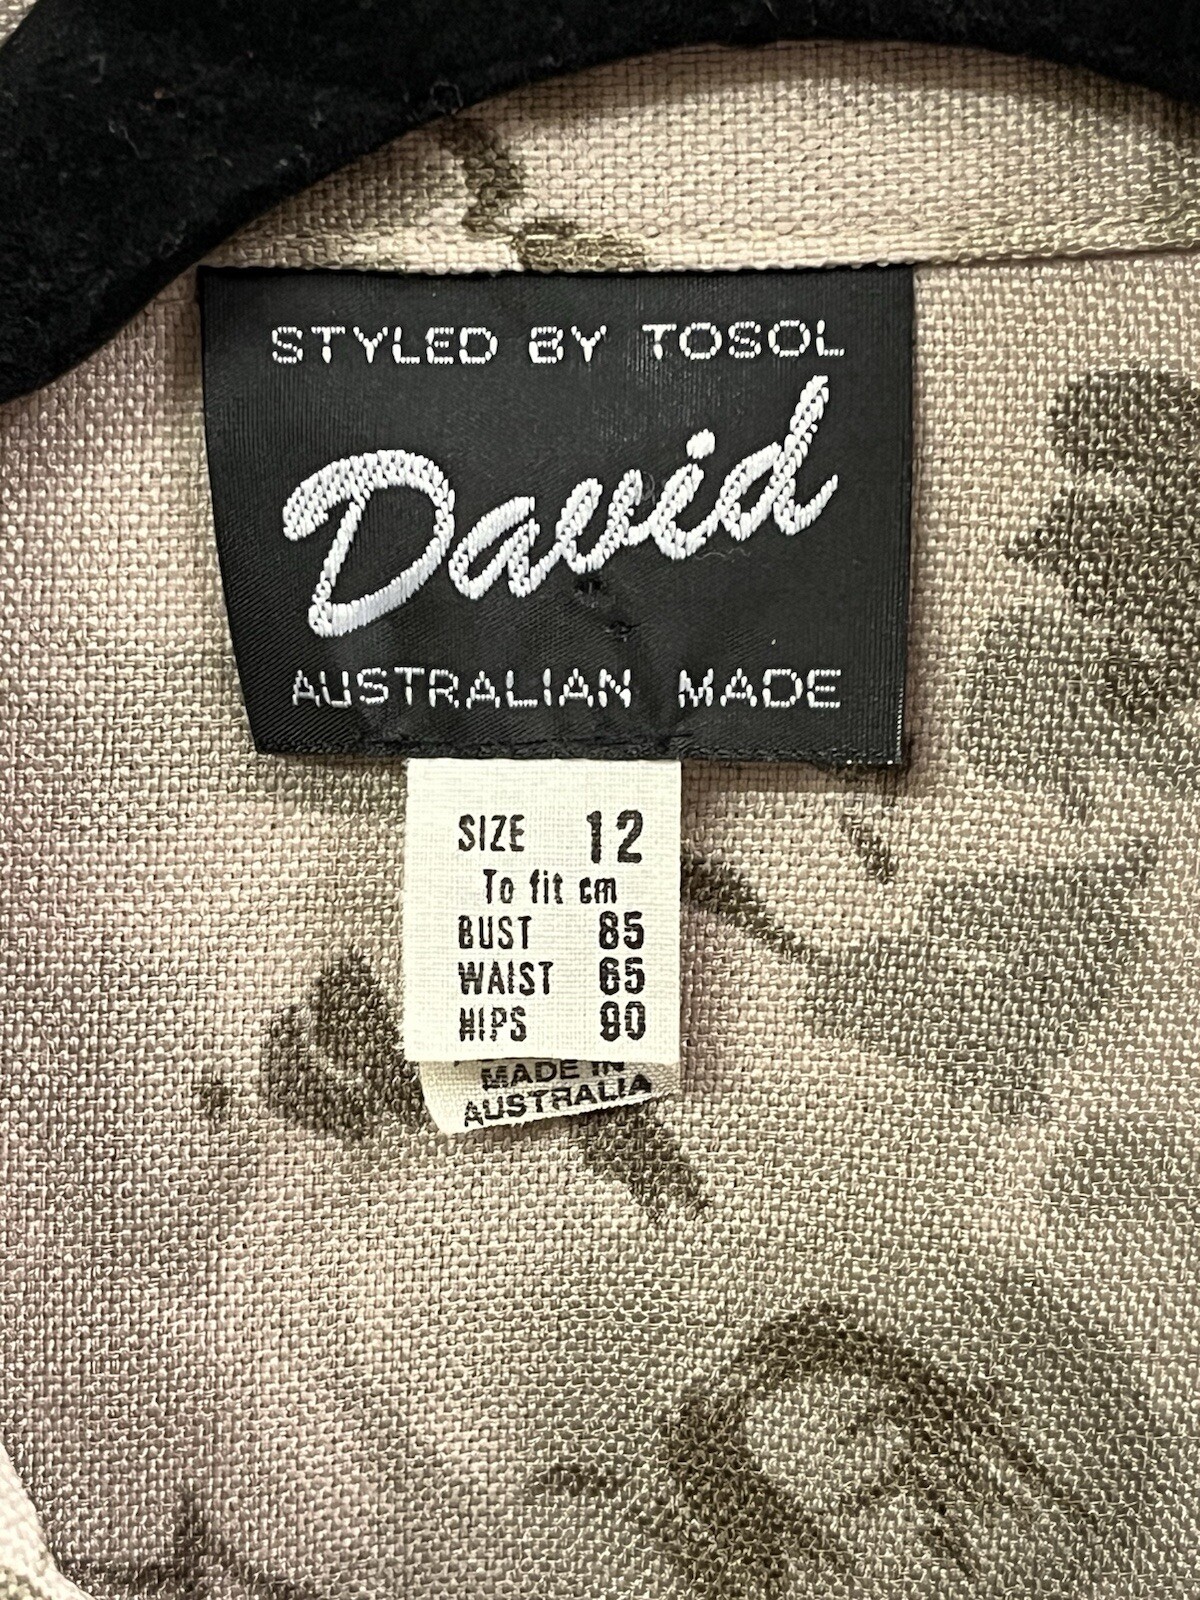 STYLED BY TOSOL
David
AUSTRALIAN MADE
SIZE 12
To fit cm
BUST 85
WAIST 65
HIPS 90
MADE IN
AUSTRALIA